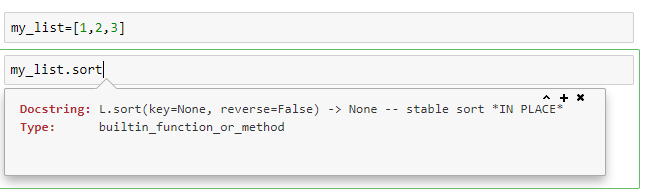 my_list=[1,2,3]
my_list.sort
Docstring: L.sort(key=None, reverse=False) -> None -- stable sort *IN PLACE*
Type: builtin_function_or_method